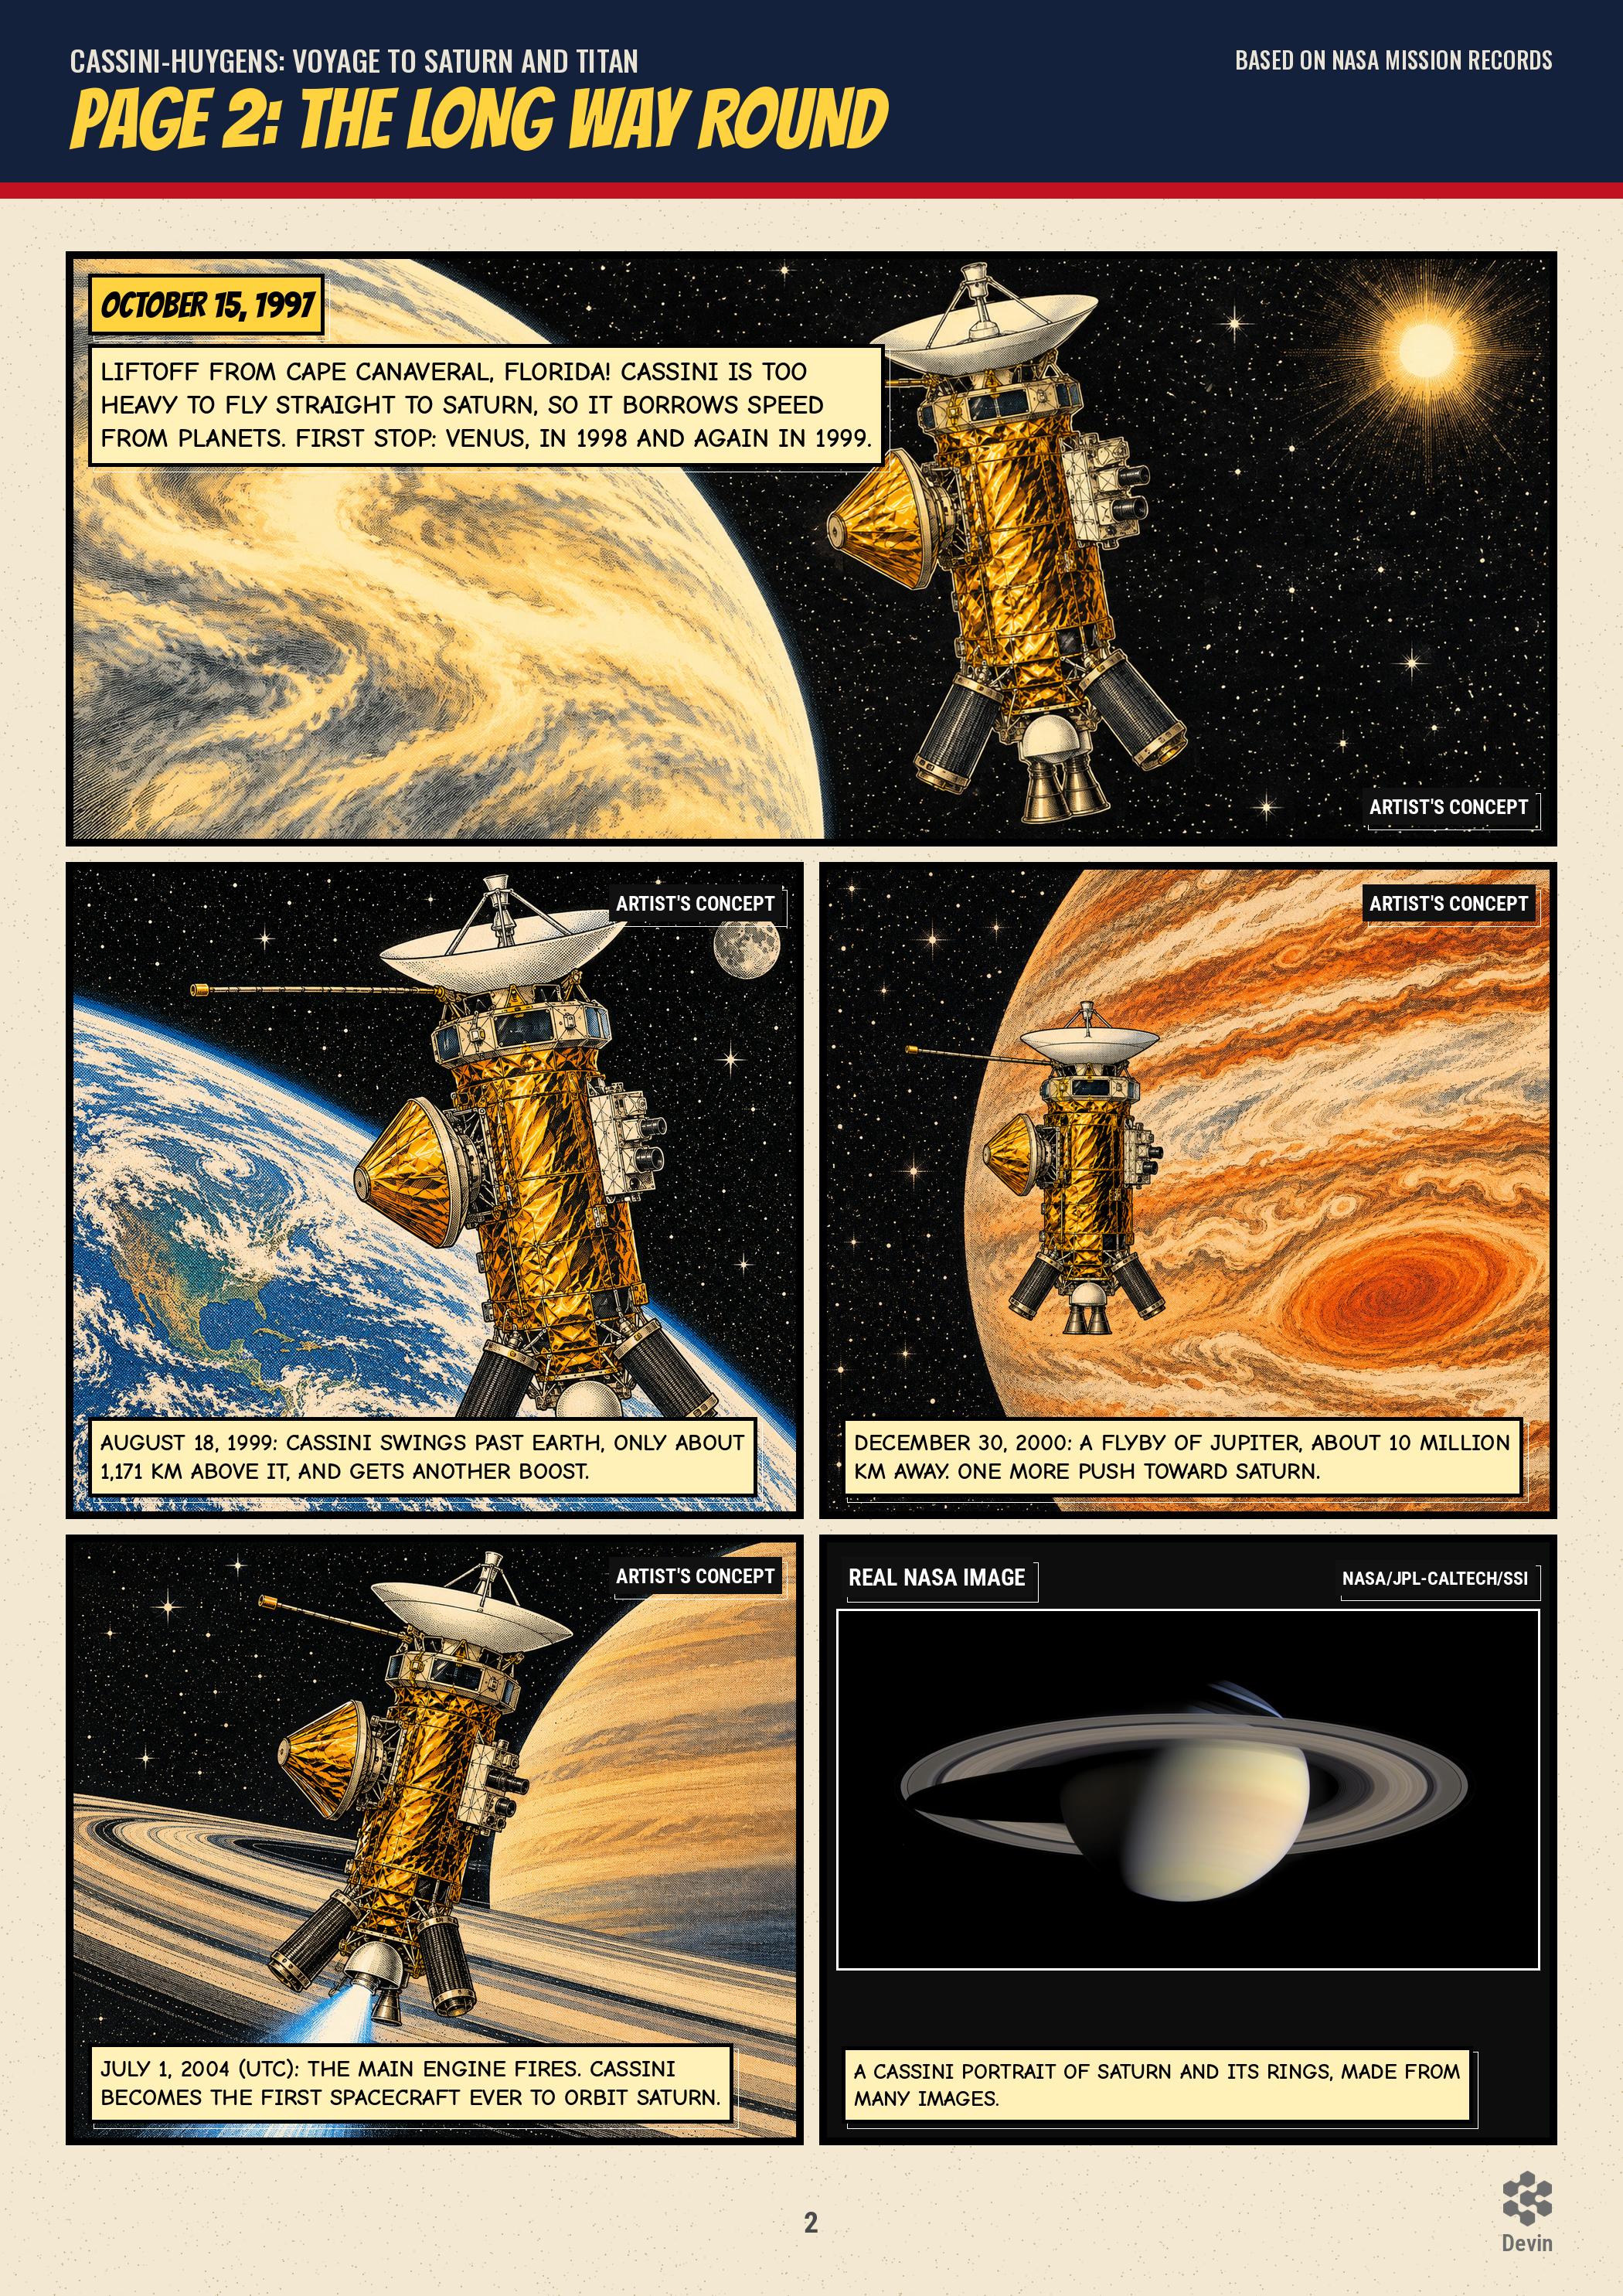 CASSINI-HUYGENS: VOYAGE TO SATURN AND TITAN
BASED ON NASA MISSION RECORDS
PAGE 2: THE LONG WAY ROUND
OCTOBER 15, 1997
LIFTOFF FROM CAPE CANAVERAL, FLORIDA! CASSINI IS TOO
HEAVY TO FLY STRAIGHT TO SATURN, SO IT BORROWS SPEED
FROM PLANETS. FIRST STOP: VENUS, IN 1998 AND AGAIN IN 1999.
ARTIST'S CONCEPT
ARTIST'S CONCEPT
AUGUST 18, 1999: CASSINI SWINGS PAST EARTH, ONLY ABOUT
1,171 KM ABOVE IT, AND GETS ANOTHER BOOST.
ARTIST'S CONCEPT
DECEMBER 30, 2000: A FLYBY OF JUPITER, ABOUT 10 MILLION
KM AWAY. ONE MORE PUSH TOWARD SATURN.
ARTIST'S CONCEPT
JULY 1, 2004 (UTC): THE MAIN ENGINE FIRES. CASSINI
BECOMES THE FIRST SPACECRAFT EVER TO ORBIT SATURN.
REAL NASA IMAGE
NASA/JPL-CALTECH/SSI
A CASSINI PORTRAIT OF SATURN AND ITS RINGS, MADE FROM
MANY IMAGES.
2
Devin